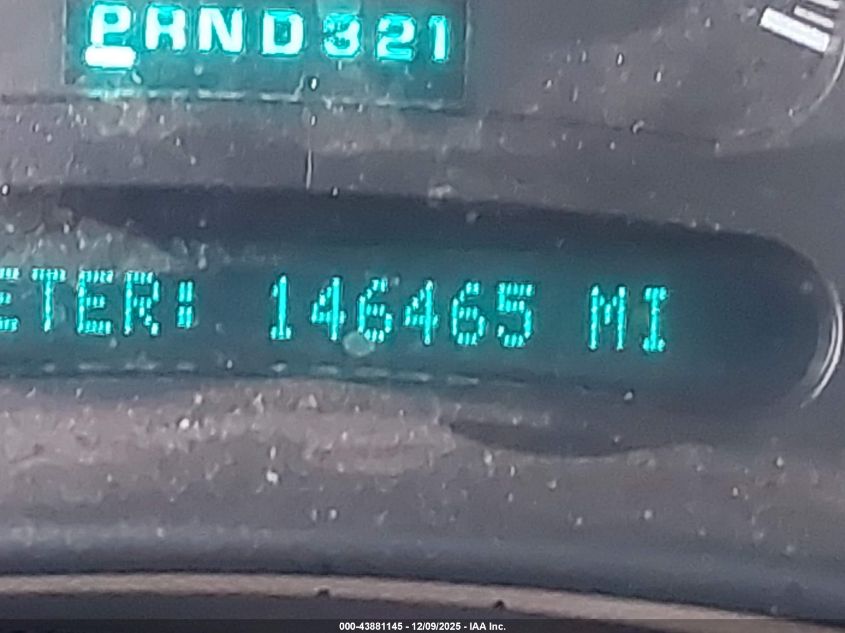 PRND321
ETER: 146465 MI
000-43881145 - 12/09/2025 - IAA Inc.